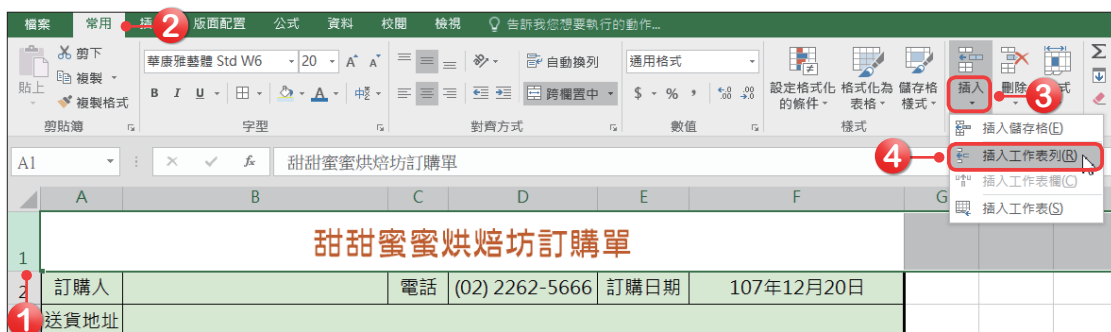 檔案 常用 插 2 版面配置 公式 資料 校閱 檢視 告訴我您想要執行的動作...
剪下
複製
複製格式
貼上
剪貼簿
華康雅藝體 Std W6 20 A A
B I U A 中
字型
自動換列
跨欄置中
對齊方式
通用格式
$ % , .0 .00 .00 .0
數值
設定格式化的條件 格式化為表格 儲存格樣式
樣式
插入 刪除 式 3
插入儲存格(E)
4 插入工作表列(R)
插入工作表欄(C)
插入工作表(S)
A1 fx 甜甜蜜蜜烘焙坊訂購單
A B C D E F G
1 甜甜蜜蜜烘焙坊訂購單
2 訂購人 電話 (02) 2262-5666 訂購日期 107年12月20日
1 送貨地址